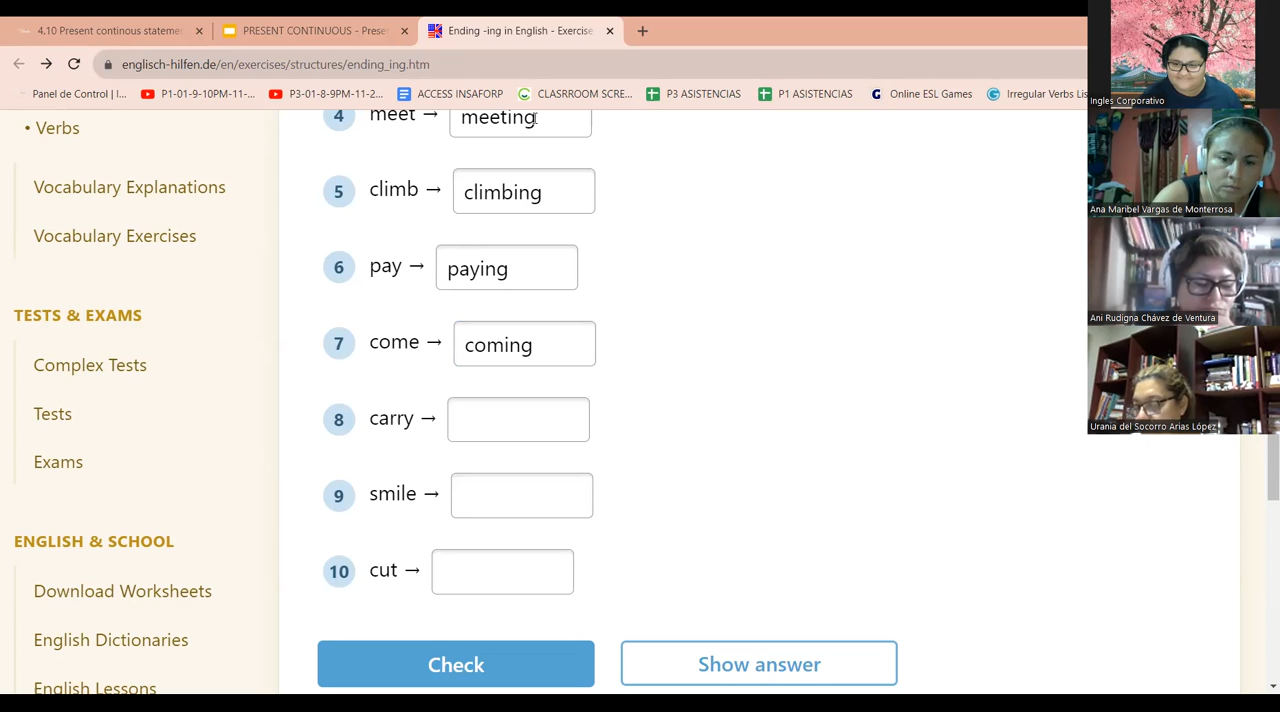 4.10 Present continous stateme
PRESENT CONTINUOUS - Prese
Ending -ing in English - Exercise
englisch-hilfen.de/en/exercises/structures/ending_ing.htm
Panel de Control | I...
P1-01-9-10PM-11-...
P3-01-8-9PM-11-2...
ACCESS INSAFORP
CLASRROOM SCRE...
P3 ASISTENCIAS
P1 ASISTENCIAS
Online ESL Games
Irregular Verbs Lis
Ingles Corporativo
Ana Maribel Vargas de Monterrosa
Ani Rudigna Chávez de Ventura
Urania del Socorro Arias López
• Verbs
Vocabulary Explanations
Vocabulary Exercises
TESTS & EXAMS
Complex Tests
Tests
Exams
ENGLISH & SCHOOL
Download Worksheets
English Dictionaries
English Lessons
4 meet → meeting
5 climb → climbing
6 pay → paying
7 come → coming
8 carry →
9 smile →
10 cut →
Check
Show answer